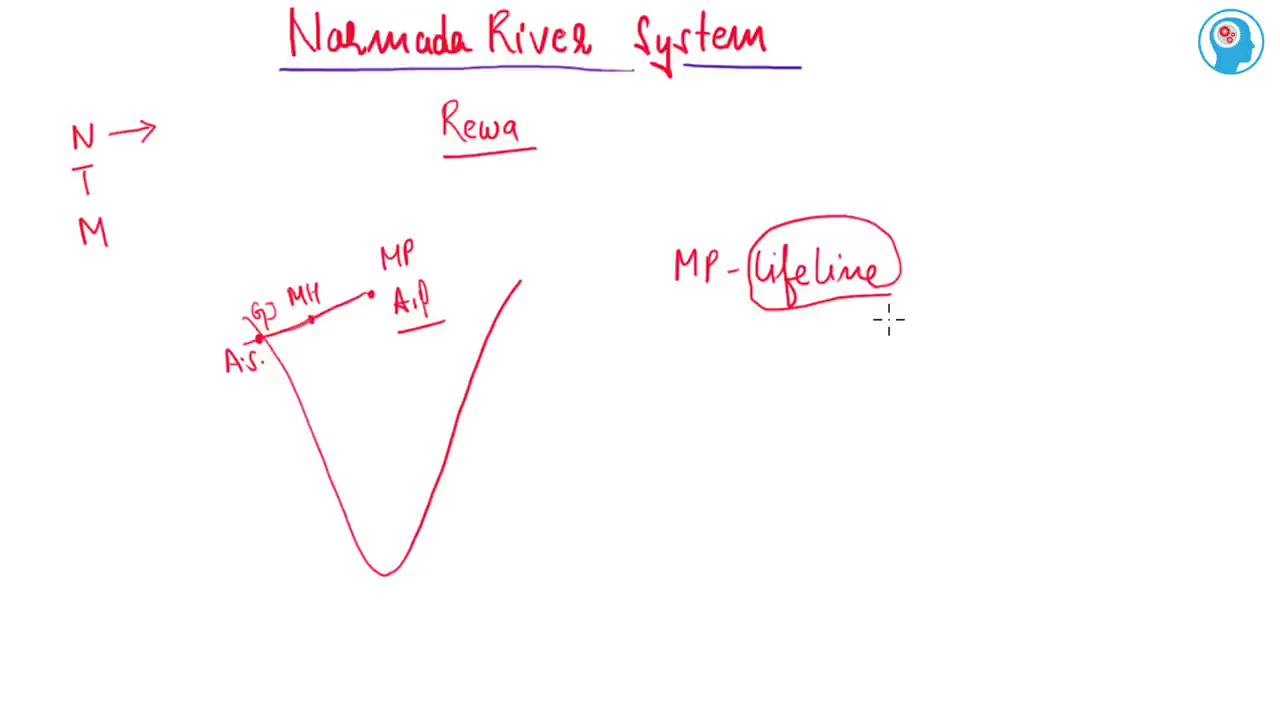 Narmada River System
Rewa
N →
T
M
MP
MP - Lifeline
GJ MH
A.P
A.S.